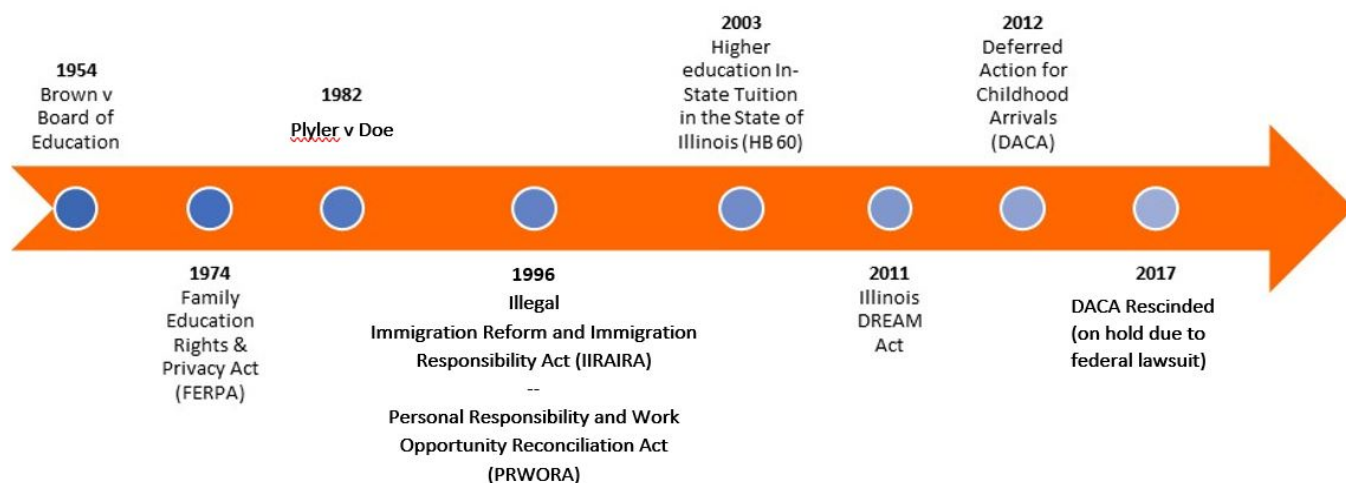 1954
Brown v
Board of
Education
1974
Family
Education
Rights &
Privacy Act
(FERPA)
1982
Plyler v Doe
1996
Illegal
Immigration Reform and Immigration
Responsibility Act (IIRAIRA)
--
Personal Responsibility and Work
Opportunity Reconciliation Act
(PRWORA)
2003
Higher
education In-
State Tuition
in the State of
Illinois (HB 60)
2011
Illinois
DREAM
Act
2012
Deferred
Action for
Childhood
Arrivals
(DACA)
2017
DACA Rescinded
(on hold due to
federal lawsuit)